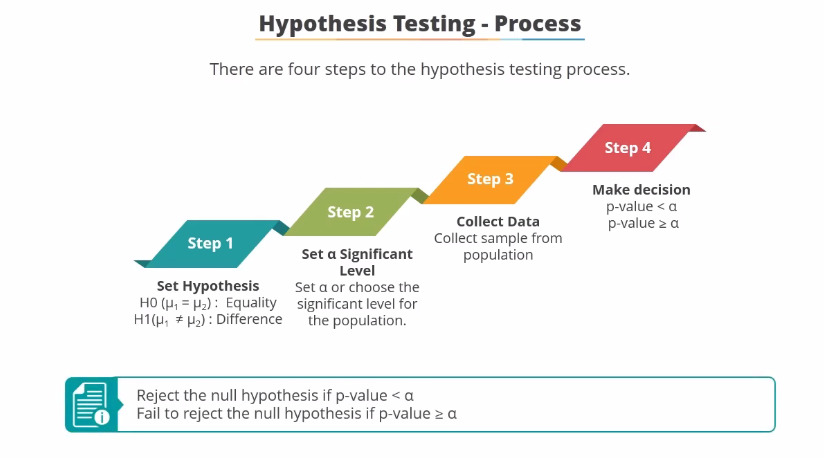 Hypothesis Testing - Process
There are four steps to the hypothesis testing process.
Step 1
Set Hypothesis
H0 (μ₁ = μ₂) : Equality
H1(μ₁ ≠ μ₂) : Difference
Step 2
Set α Significant
Level
Set α or choose the
significant level for
the population.
Step 3
Collect Data
Collect sample from
population
Step 4
Make decision
p-value < α
p-value ≥ α
Reject the null hypothesis if p-value < α
Fail to reject the null hypothesis if p-value ≥ α